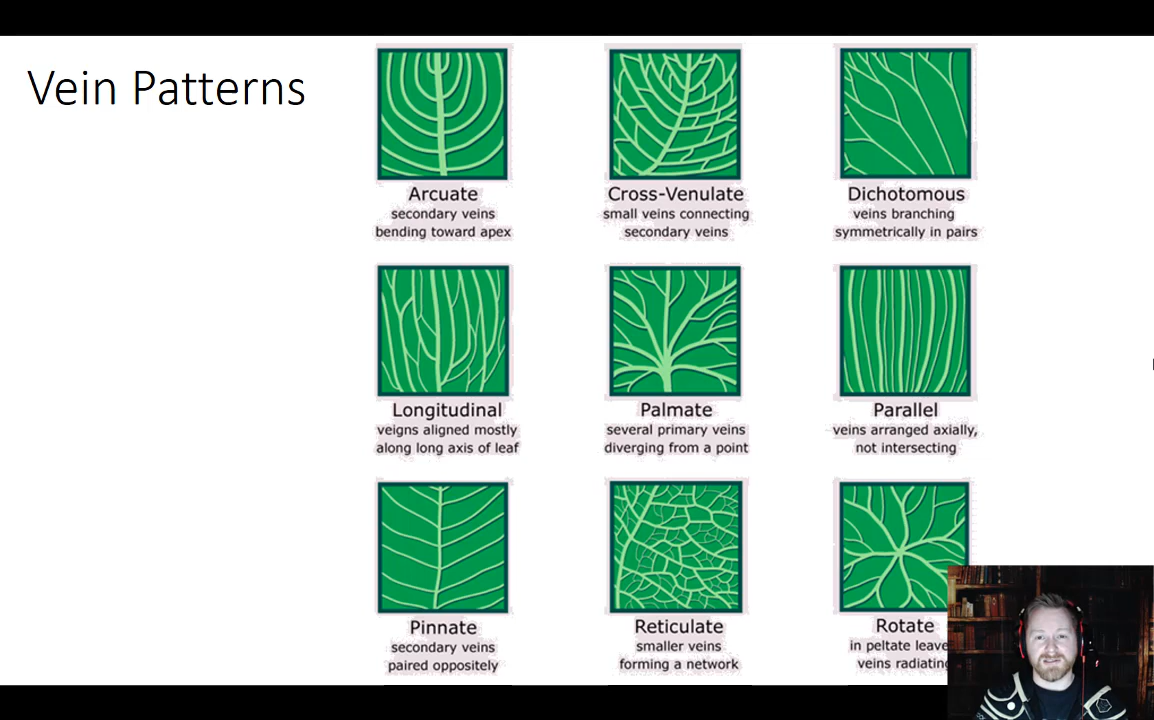 Vein Patterns
Arcuate
secondary veins
bending toward apex
Cross-Venulate
small veins connecting
secondary veins
Dichotomous
veins branching
symmetrically in pairs
Longitudinal
veigns aligned mostly
along long axis of leaf
Palmate
several primary veins
diverging from a point
Parallel
veins arranged axially,
not intersecting
Pinnate
secondary veins
paired oppositely
Reticulate
smaller veins
forming a network
Rotate
in peltate leave
veins radiating